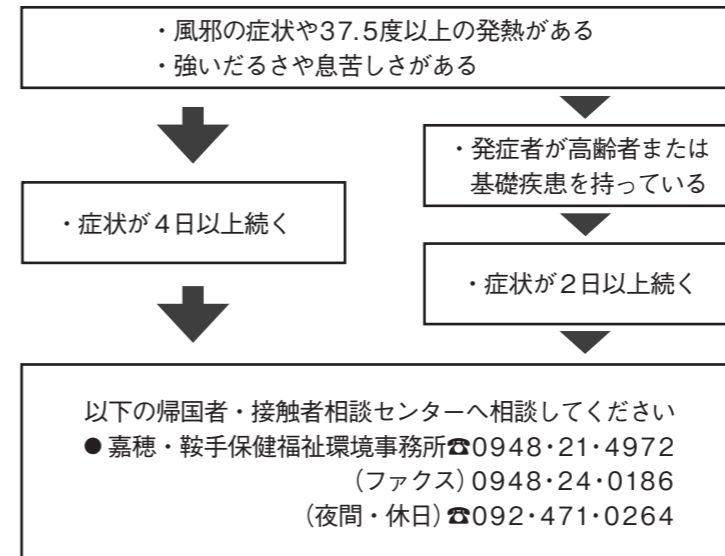 ・風邪の症状や37.5度以上の発熱がある
・強いだるさや息苦しさがある
・症状が4日以上続く
・発症者が高齢者または
基礎疾患を持っている
・症状が2日以上続く
以下の帰国者・接触者相談センターへ相談してください
●嘉穂・鞍手保健福祉環境事務所☎0948・21・4972
(ファクス)0948・24・0186
(夜間・休日)☎092・471・0264